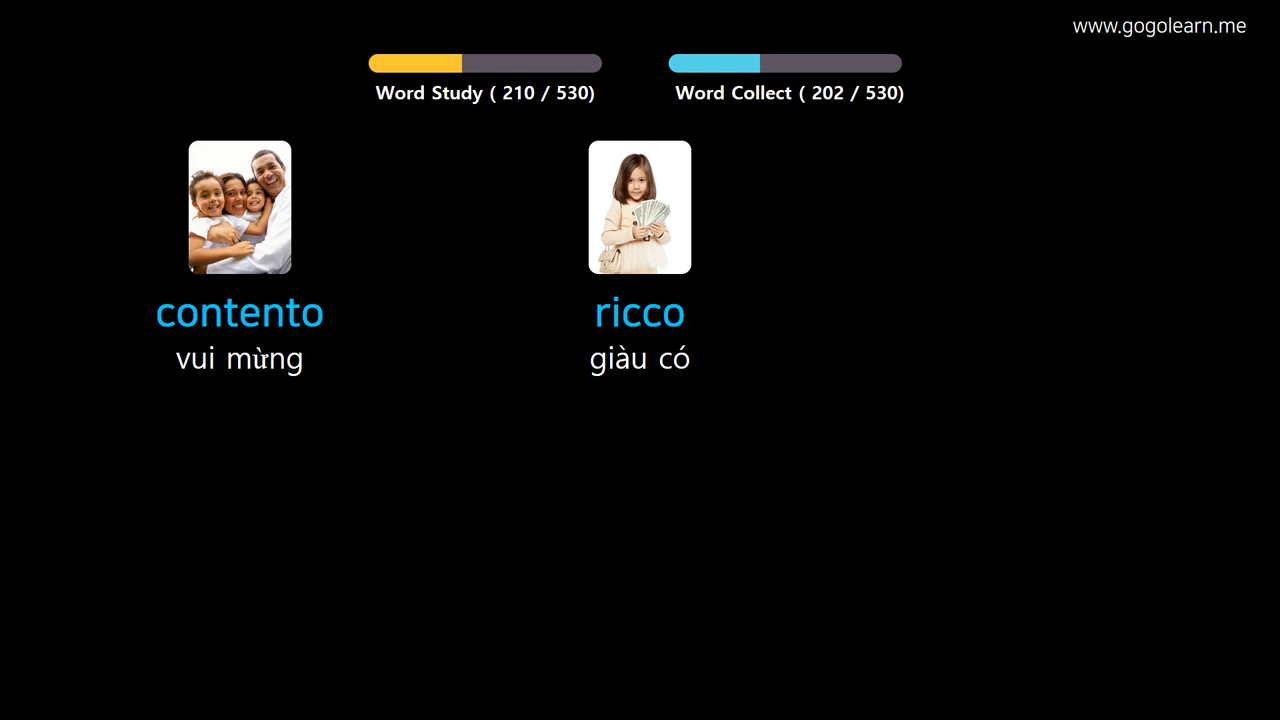 www.gogolearn.me
Word Study ( 210 / 530)
Word Collect ( 202 / 530)
contento
vui mừng
ricco
giàu có